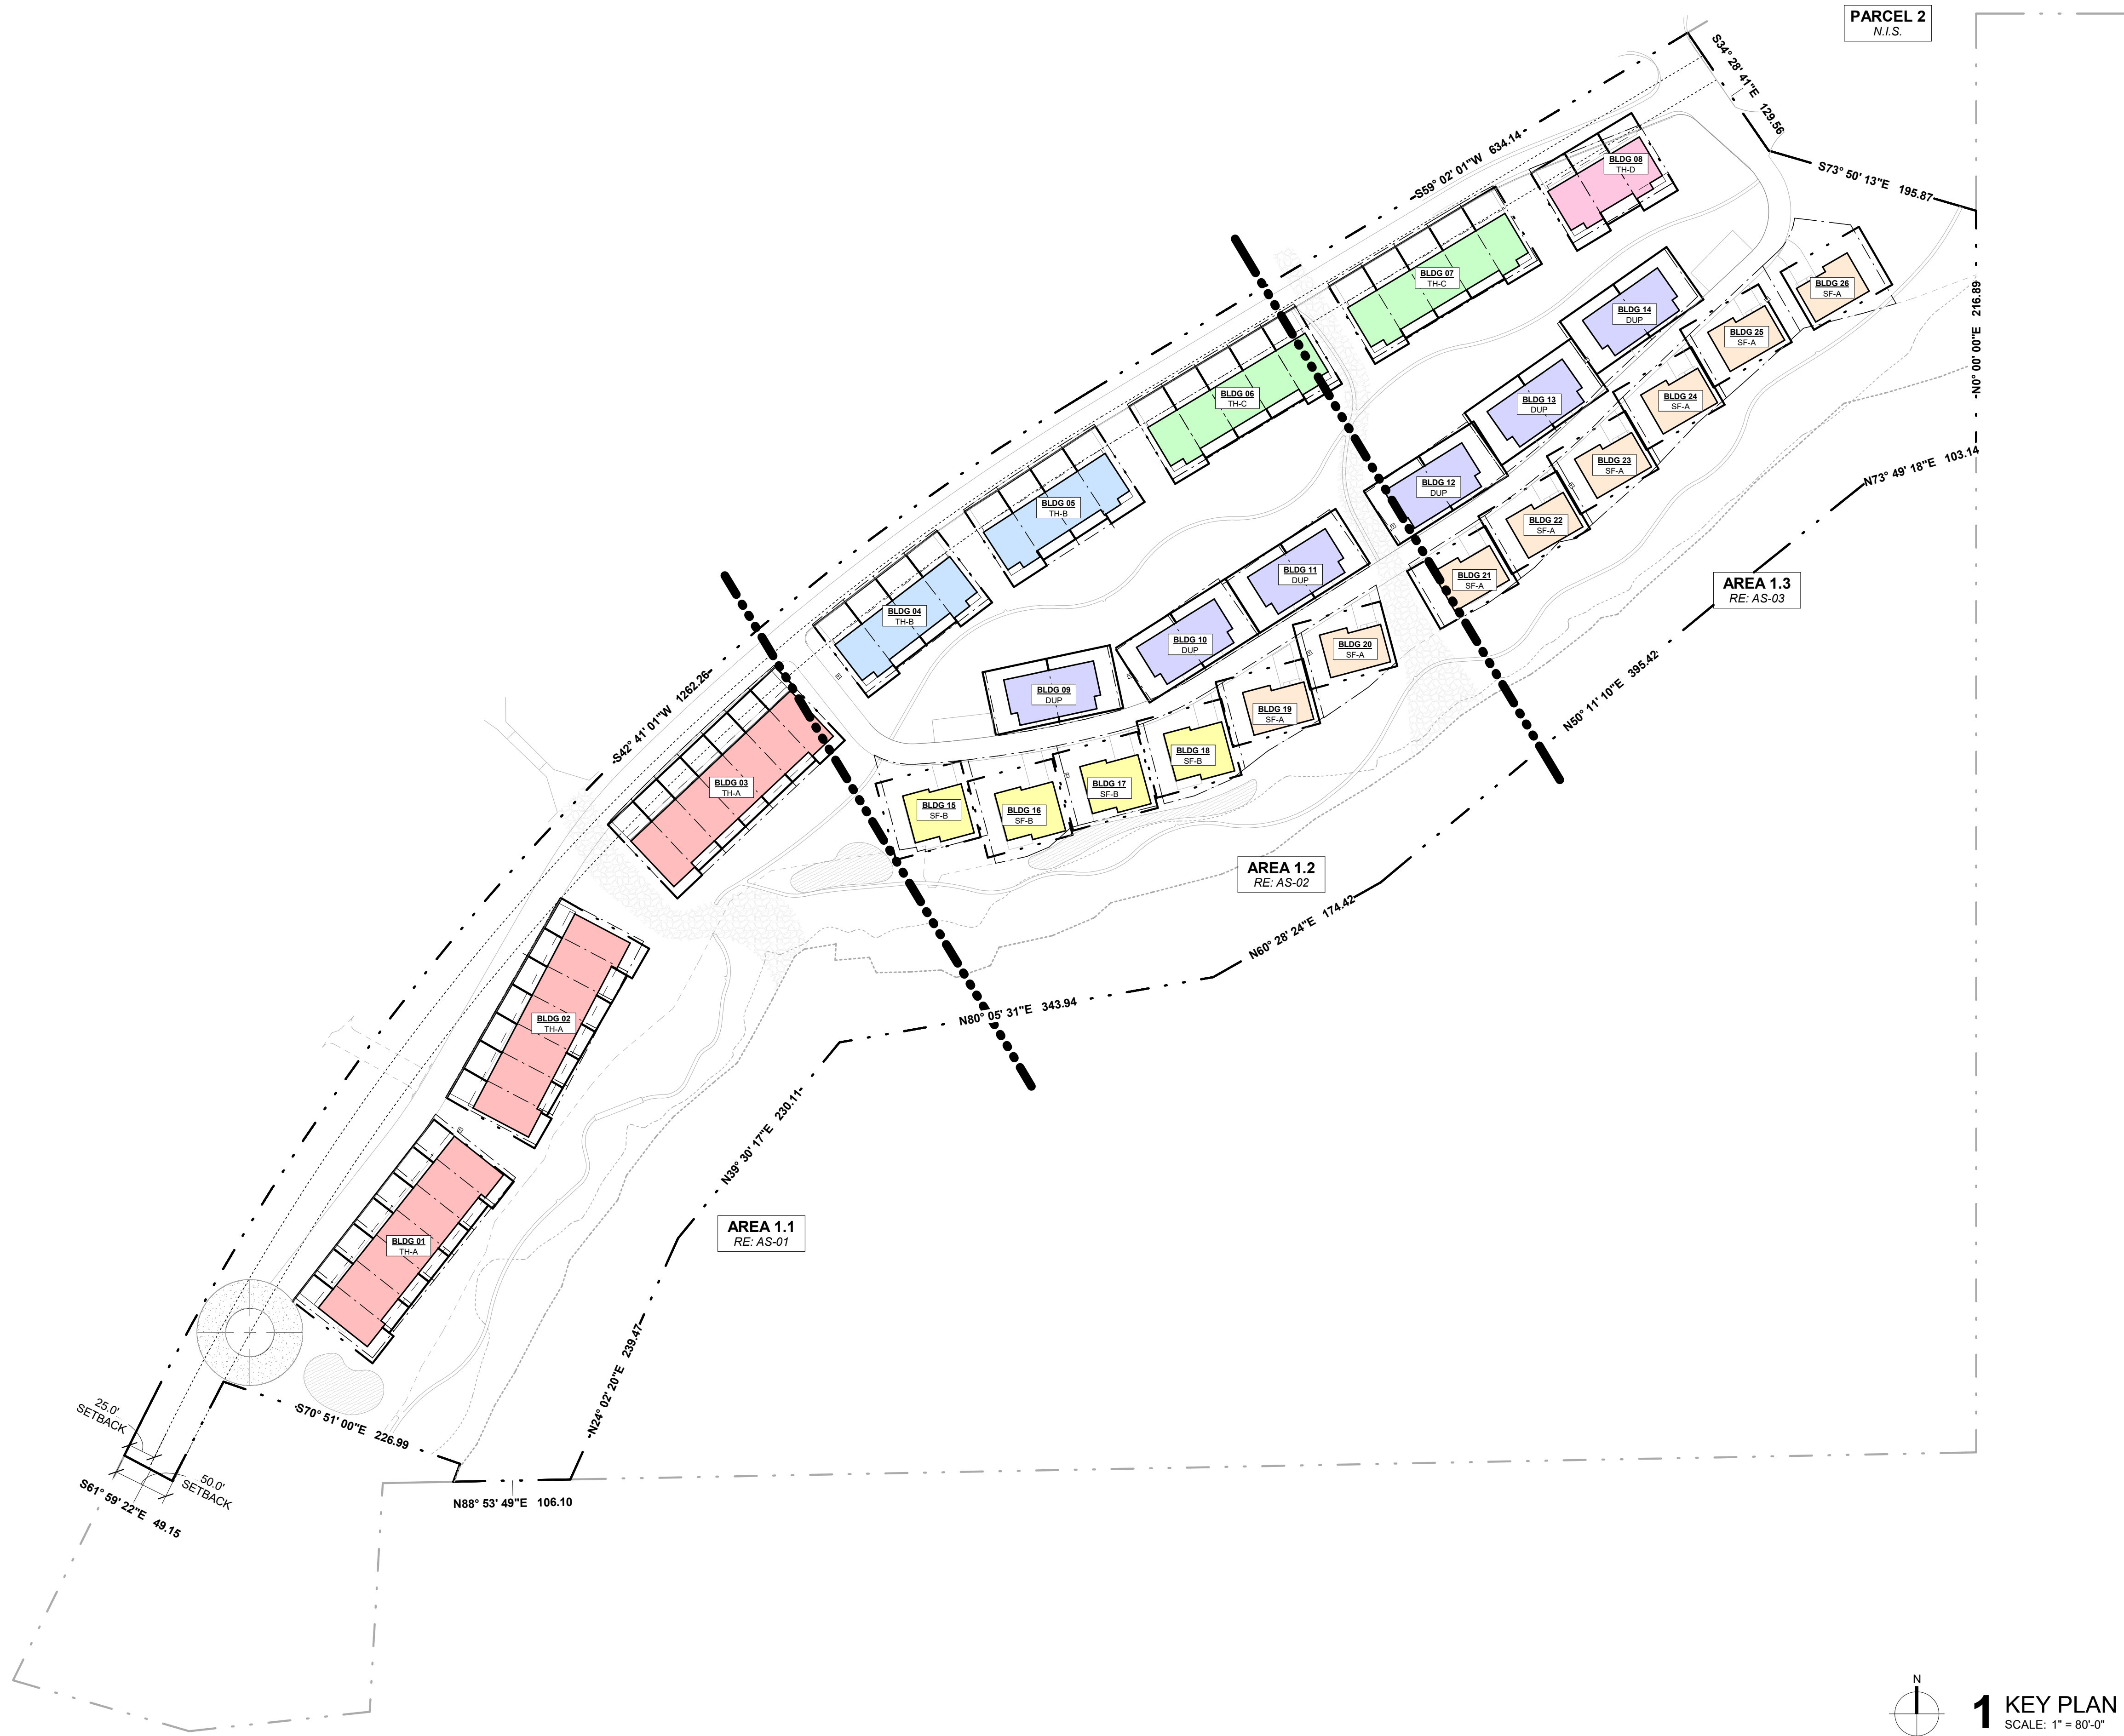 PARCEL 2
N.I.S.
S34° 28' 41"E 129.56
S73° 50' 13"E 195.87
S59° 02' 01"W 634.14
N0° 00' 00"E 216.89
N73° 49' 18"E 103.14
BLDG 08
TH-D
BLDG 07
TH-C
BLDG 06
TH-C
BLDG 05
TH-B
BLDG 04
TH-B
BLDG 14
DUP
BLDG 13
DUP
BLDG 12
DUP
BLDG 11
DUP
BLDG 10
DUP
BLDG 09
DUP
BLDG 26
SF-A
BLDG 25
SF-A
BLDG 24
SF-A
BLDG 23
SF-A
BLDG 22
SF-A
BLDG 21
SF-A
BLDG 20
SF-A
BLDG 19
SF-A
BLDG 18
SF-B
BLDG 17
SF-B
BLDG 16
SF-B
BLDG 15
SF-B
AREA 1.3
RE: AS-03
N50° 11' 10"E 395.42
S42° 41' 01"W 1262.26
BLDG 03
TH-A
AREA 1.2
RE: AS-02
N60° 28' 24"E 174.42
N80° 05' 31"E 343.94
BLDG 02
TH-A
N39° 30' 17"E 230.11
BLDG 01
TH-A
AREA 1.1
RE: AS-01
N24° 02' 20"E 239.47
25.0'
SETBACK
S70° 51' 00"E 226.99
50.0'
SETBACK
S61° 59' 22"E 49.15
N88° 53' 49"E 106.10
N
1 KEY PLAN
SCALE: 1" = 80'-0"